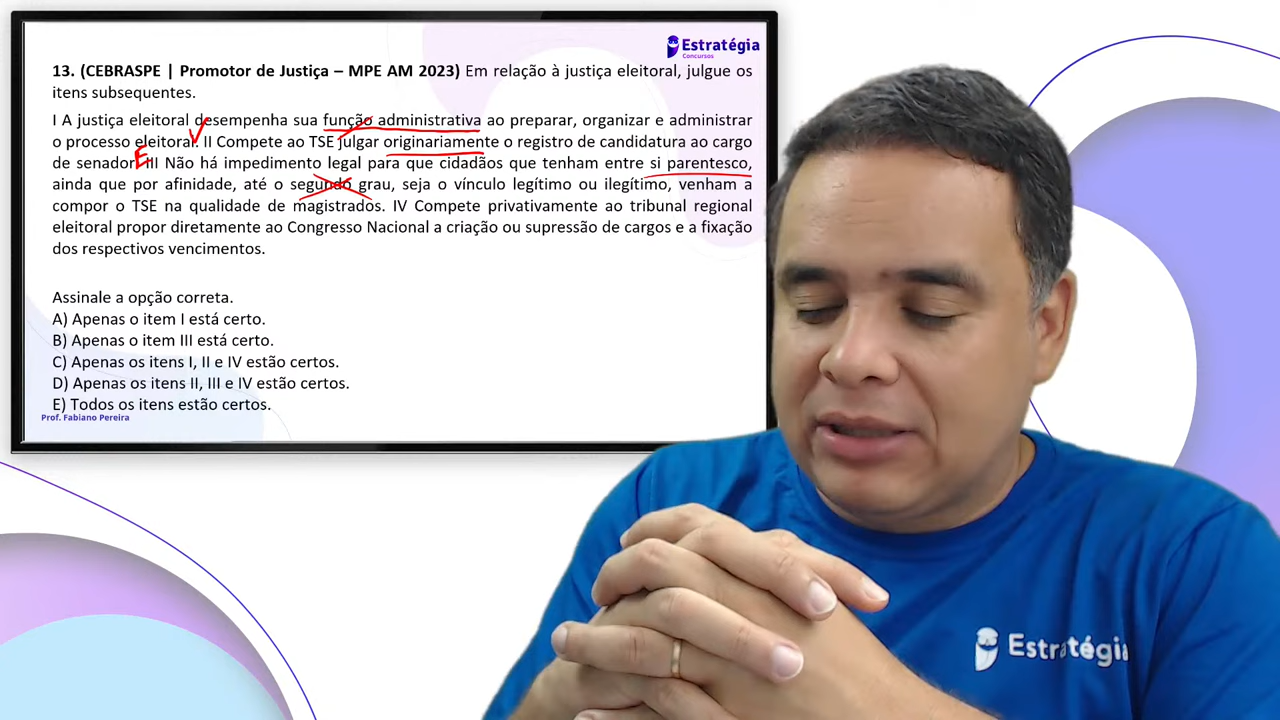 Estratégia
Concursos
13. (CEBRASPE | Promotor de Justiça – MPE AM 2023) Em relação à justiça eleitoral, julgue os
itens subsequentes.
I A justiça eleitoral desempenha sua função administrativa ao preparar, organizar e administrar
o processo eleitoral. II Compete ao TSE julgar originariamente o registro de candidatura ao cargo
de senador. E III Não há impedimento legal para que cidadãos que tenham entre si parentesco,
ainda que por afinidade, até o segundo grau, seja o vínculo legítimo ou ilegítimo, venham a
compor o TSE na qualidade de magistrados. IV Compete privativamente ao tribunal regional
eleitoral propor diretamente ao Congresso Nacional a criação ou supressão de cargos e a fixação
dos respectivos vencimentos.
Assinale a opção correta.
A) Apenas o item I está certo.
B) Apenas o item III está certo.
C) Apenas os itens I, II e IV estão certos.
D) Apenas os itens II, III e IV estão certos.
E) Todos os itens estão certos.
Prof. Fabiano Pereira
Estratégia